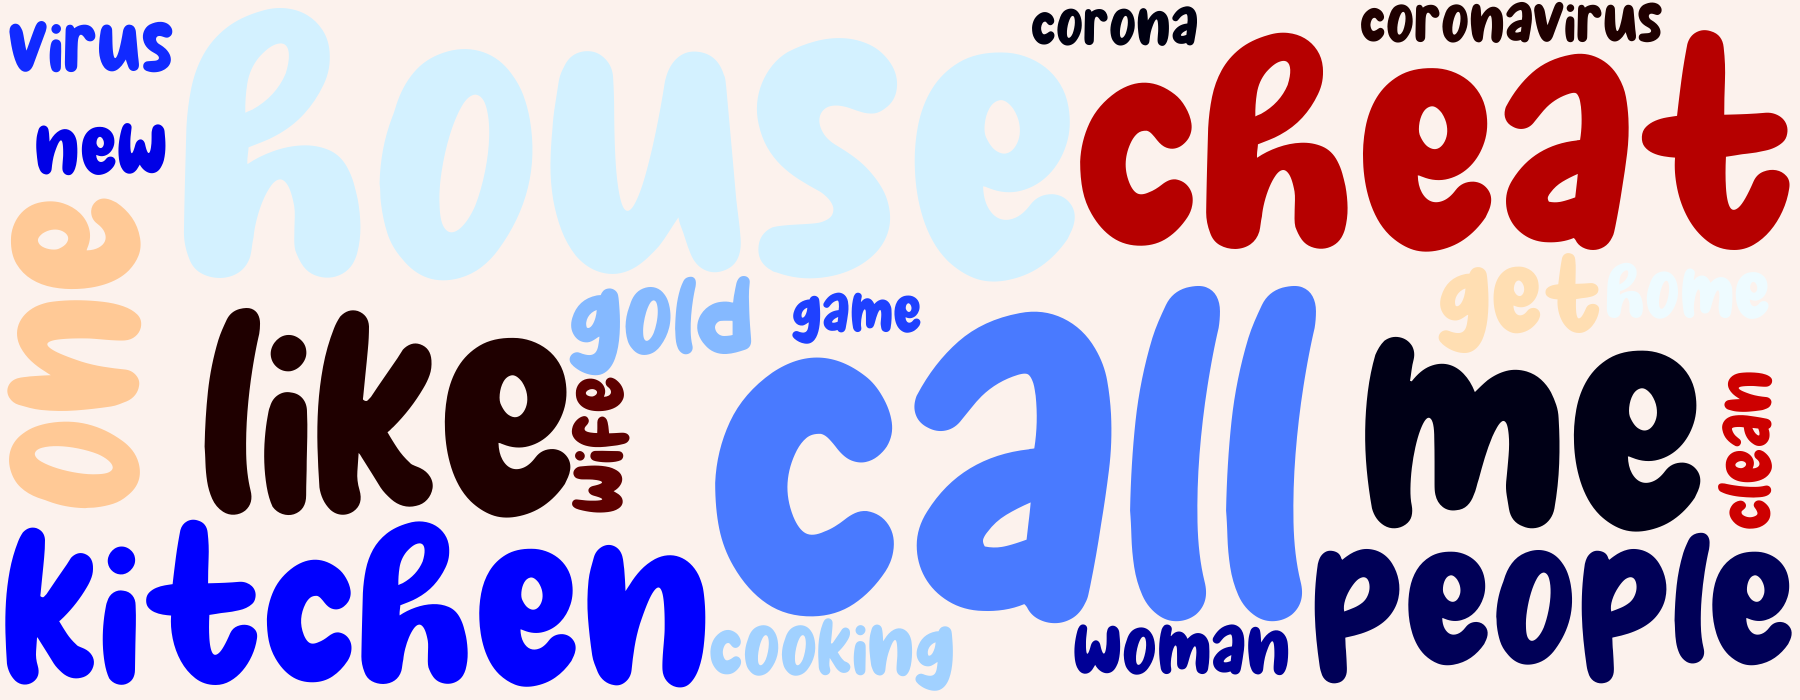 virus
house
corona
coronavirus
cheat
new
one
get
home
gold
game
like
wife
call
me
clean
kitchen
people
cooking
woman